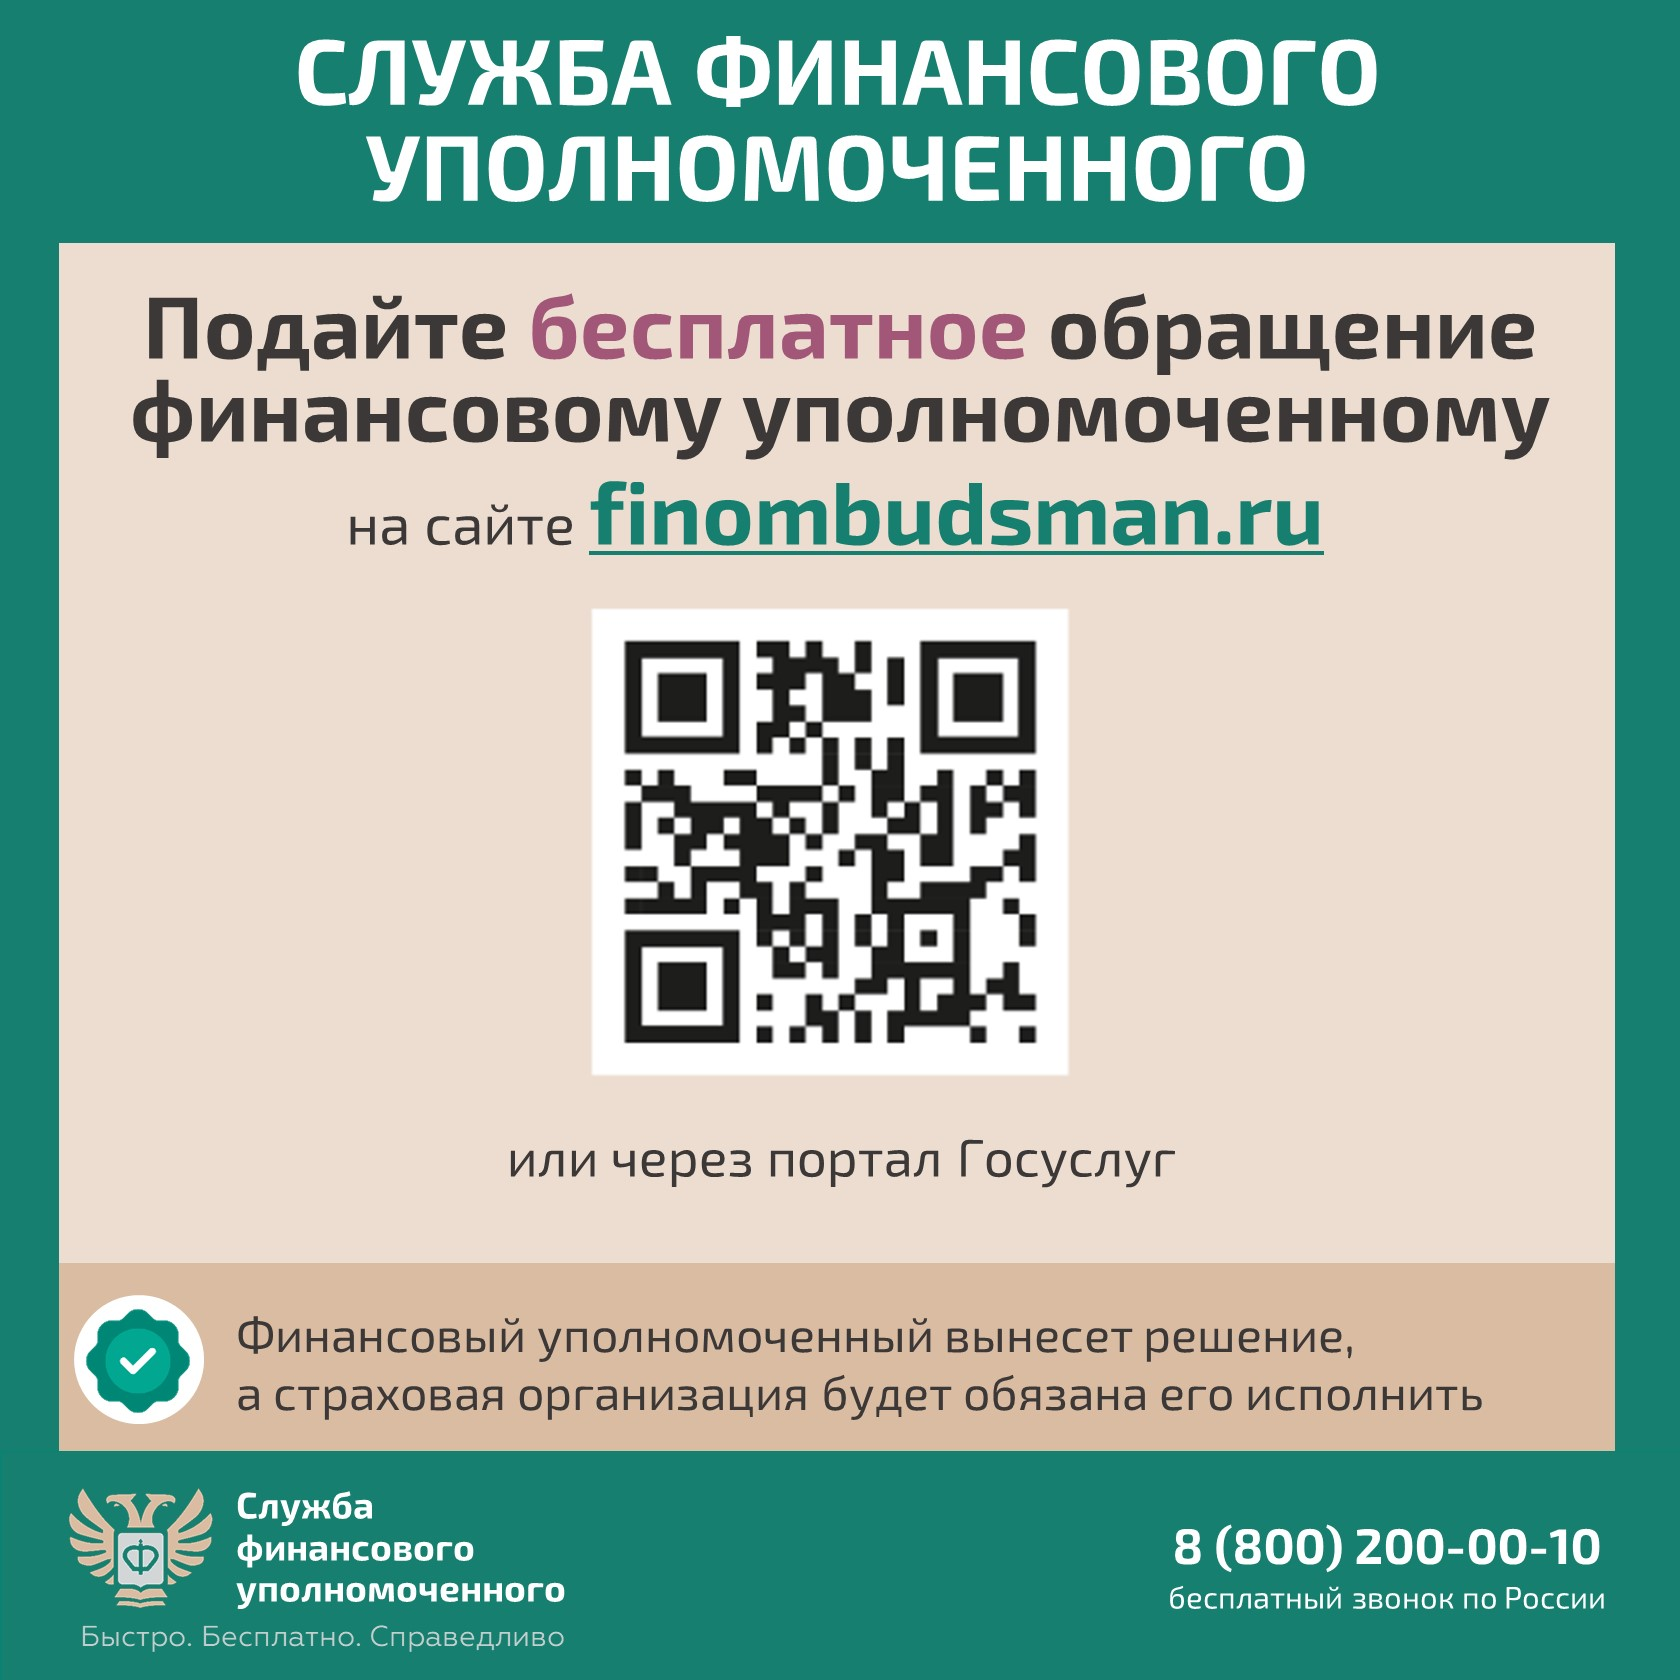 СЛУЖБА ФИНАНСОВОГО
УПОЛНОМОЧЕННОГО
Подайте бесплатное обращение
финансовому уполномоченному
на сайте finombudsman.ru
или через портал Госуслуг
Финансовый уполномоченный вынесет решение,
а страховая организация будет обязана его исполнить
Служба
финансового
уполномоченного
Быстро. Бесплатно. Справедливо
8 (800) 200-00-10
бесплатный звонок по России